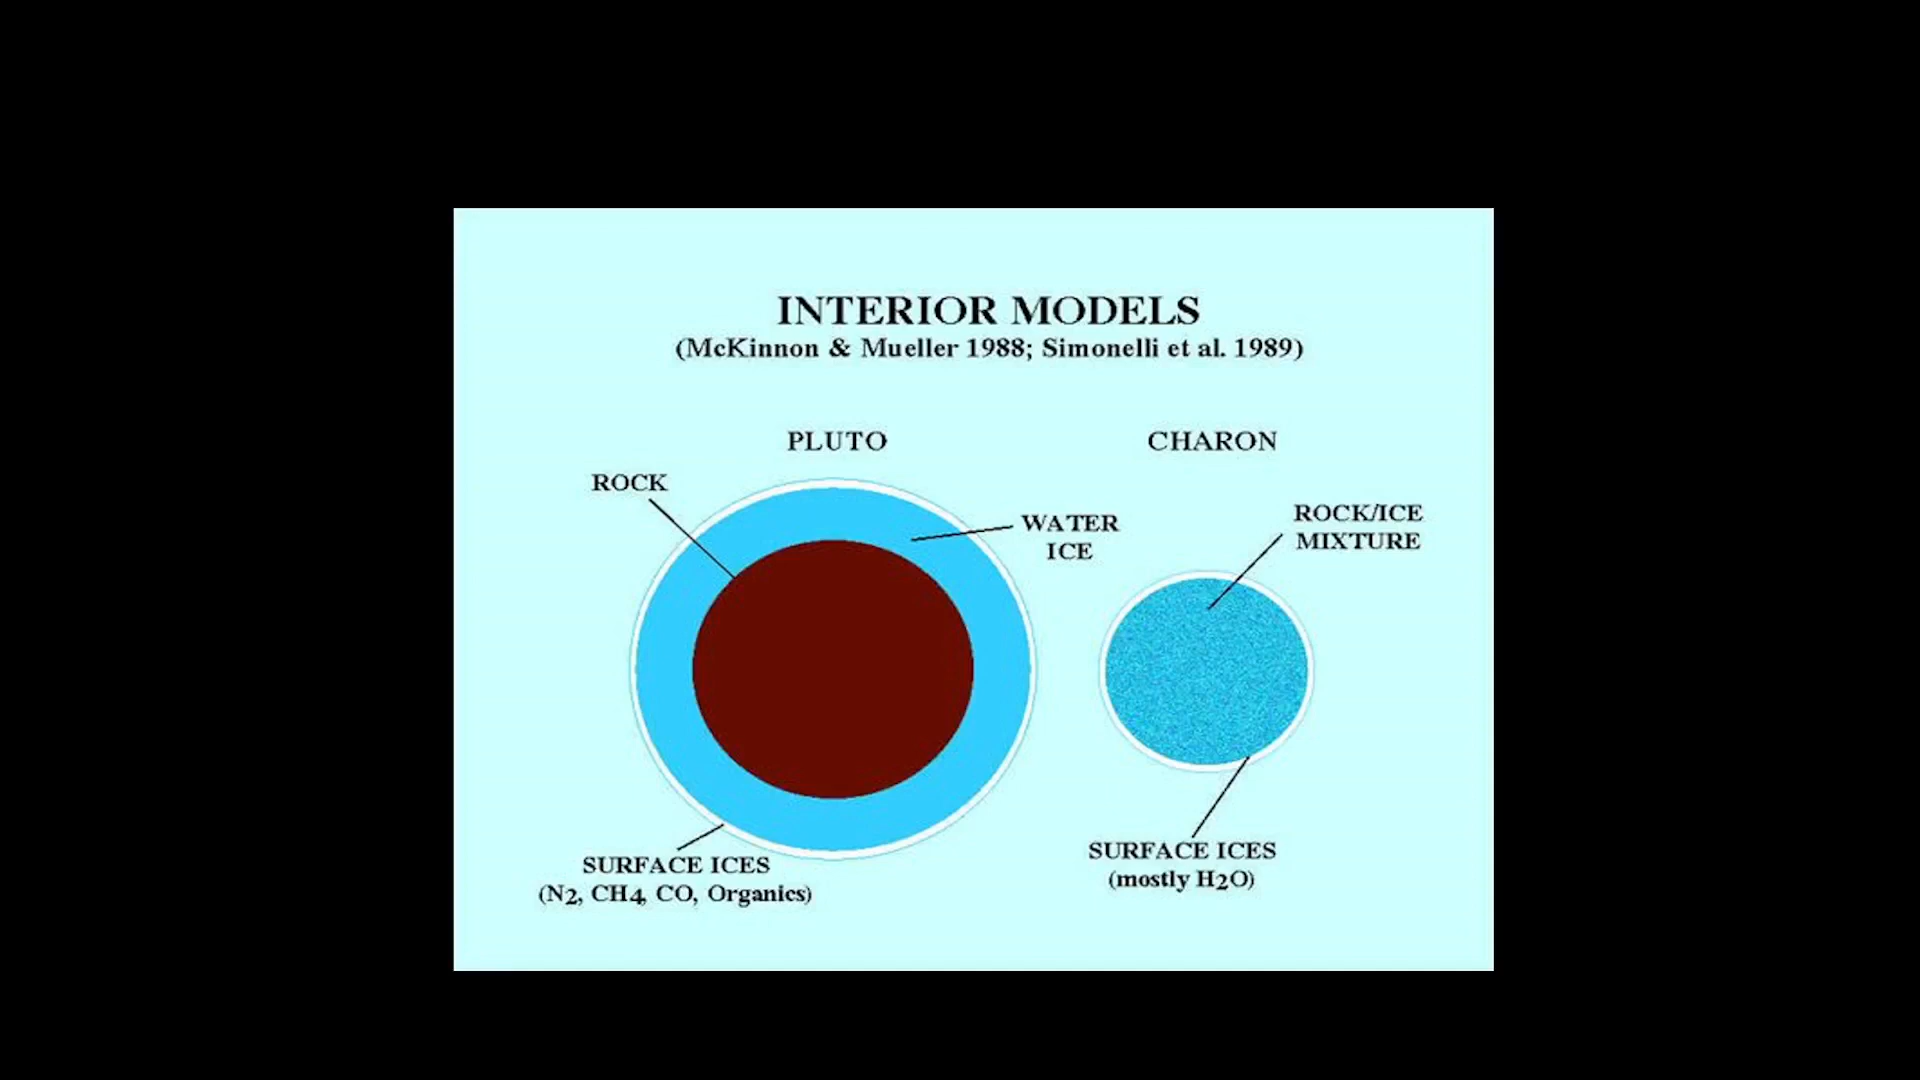 INTERIOR MODELS
(McKinnon & Mueller 1988; Simonelli et al. 1989)
PLUTO
CHARON
ROCK
WATER
ICE
ROCK/ICE
MIXTURE
SURFACE ICES
(N2, CH4, CO, Organics)
SURFACE ICES
(mostly H2O)